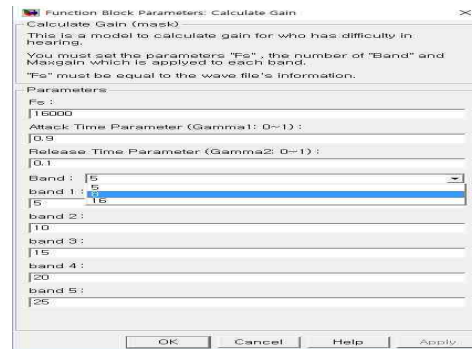 Function Block Parameters: Calculate Gain
Calculate Gain (mask)
This is a model to calculate gain for who has difficulty in
hearing.
You must set the parameters "Fs" , the number of "Band" and
Maxgain which is applyed to each band.
"Fs" must be equal to the wave file's information.
Parameters
Fs :
16000
Attack Time Parameter (Gamma1: 0~1) :
0.9
Release Time Parameter (Gamma2: 0~1) :
0.1
Band : 5
5
band 1 :
16
5
band 2 :
10
band 3 :
15
band 4 :
20
band 5 :
25
OK Cancel Help Apply